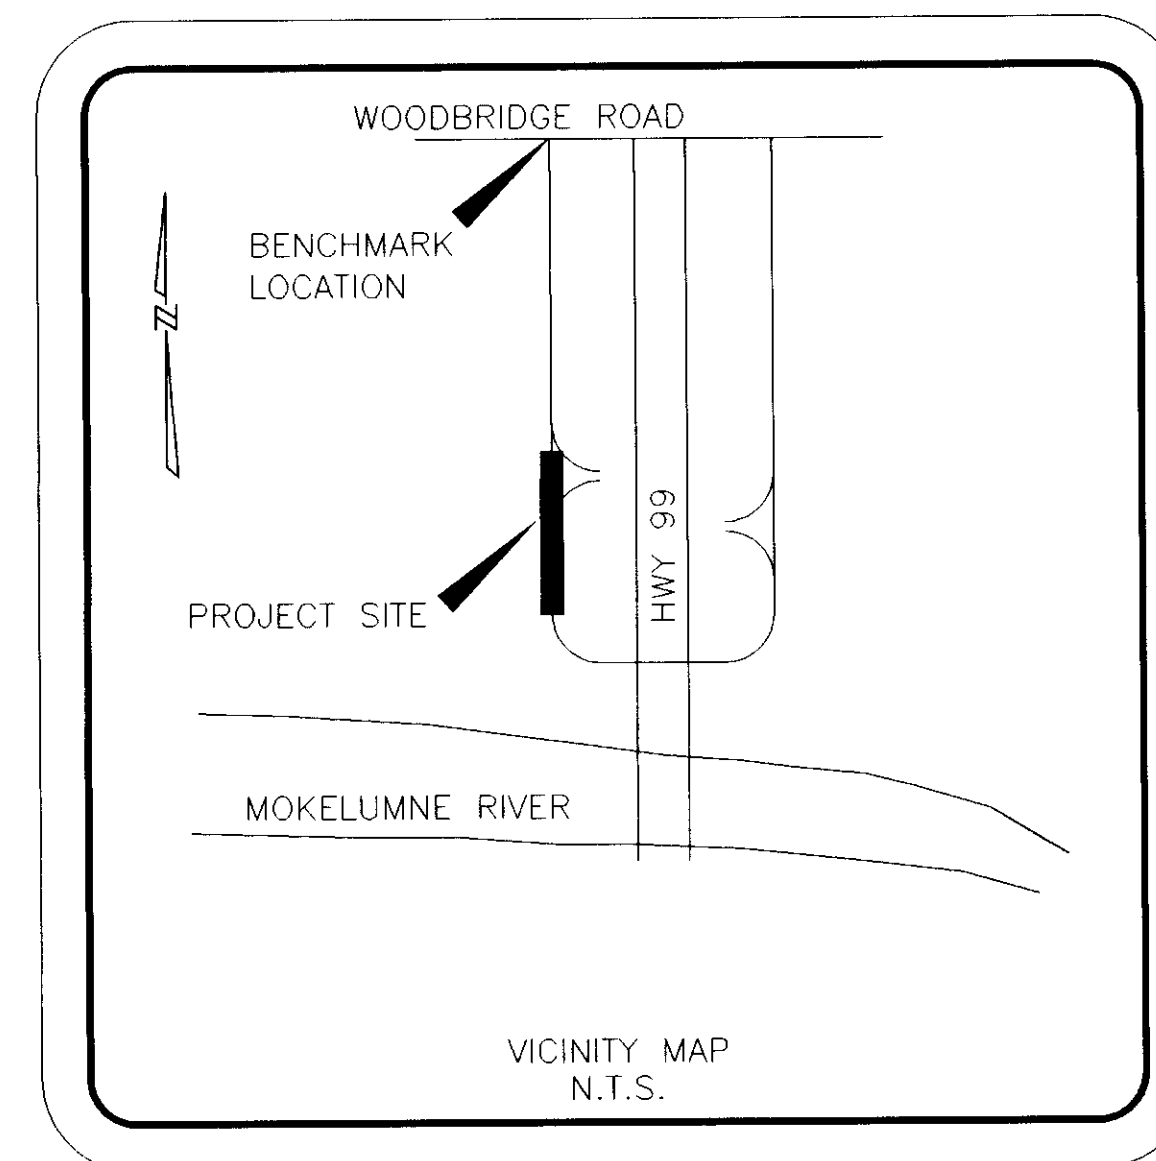 WOODBRIDGE ROAD
BENCHMARK
LOCATION
N
HWY 99
PROJECT SITE
MOKELUMNE RIVER
VICINITY MAP
N.T.S.